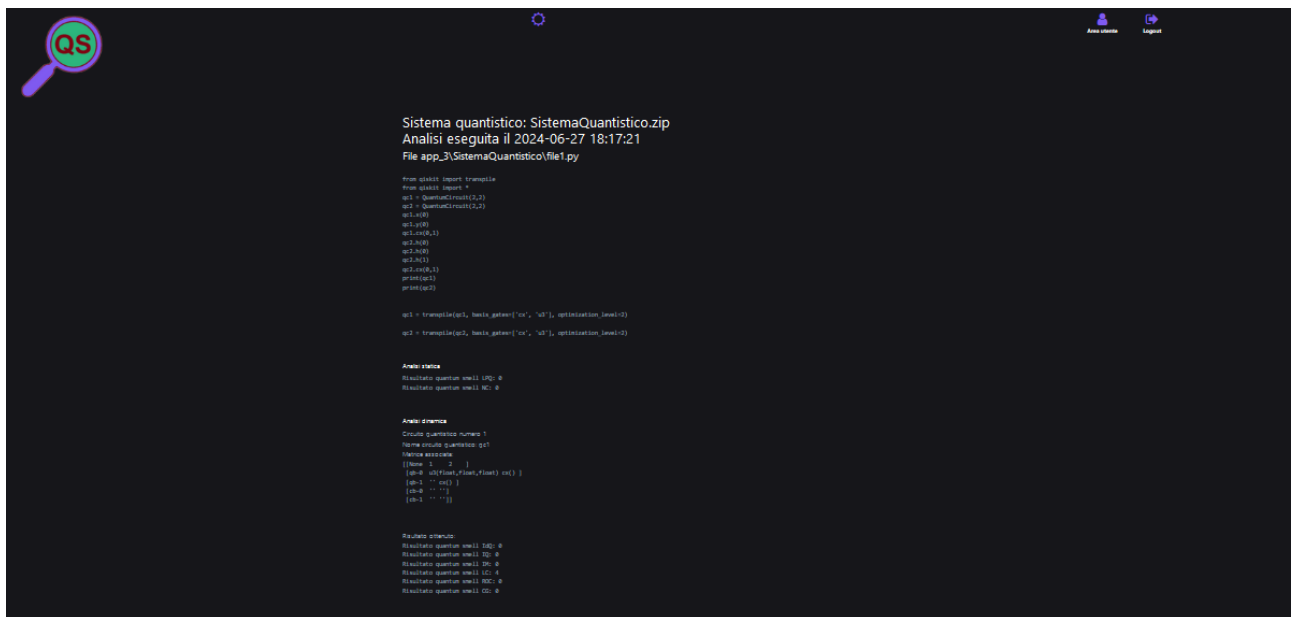 QS
Area utente
Logout
Sistema quantistico: SistemaQuantistico.zip
Analisi eseguita il 2024-06-27 18:17:21
File app_3\SistemaQuantistico\file1.py
from qiskit import transpile
from qiskit import *
qc1 = QuantumCircuit(2,2)
qc2 = QuantumCircuit(2,2)
qc1.x(0)
qc1.y(0)
qc1.cx(0,1)
qc2.h(0)
qc2.h(0)
qc2.h(1)
qc2.cx(0,1)
print(qc1)
print(qc2)
qc1 = transpile(qc1, basis_gates=['cx', 'u3'], optimization_level=2)
qc2 = transpile(qc2, basis_gates=['cx', 'u3'], optimization_level=2)
Analisi statica
Risultato quantum smell LPQ: 0
Risultato quantum smell NC: 0
Analisi dinamica
Circuito quantistico numero 1
Nome circuito quantistico: qc1
Matrice associata:
[[None 1 2 ]
[qb-0 u3(float,float,float) cx() ]
[qb-1 '' cx() ]
[cb-0 '' '']
[cb-1 '' '']]
Risultato ottenuto:
Risultato quantum smell IdQ: 0
Risultato quantum smell IQ: 0
Risultato quantum smell IM: 0
Risultato quantum smell LC: 4
Risultato quantum smell ROC: 0
Risultato quantum smell CG: 0